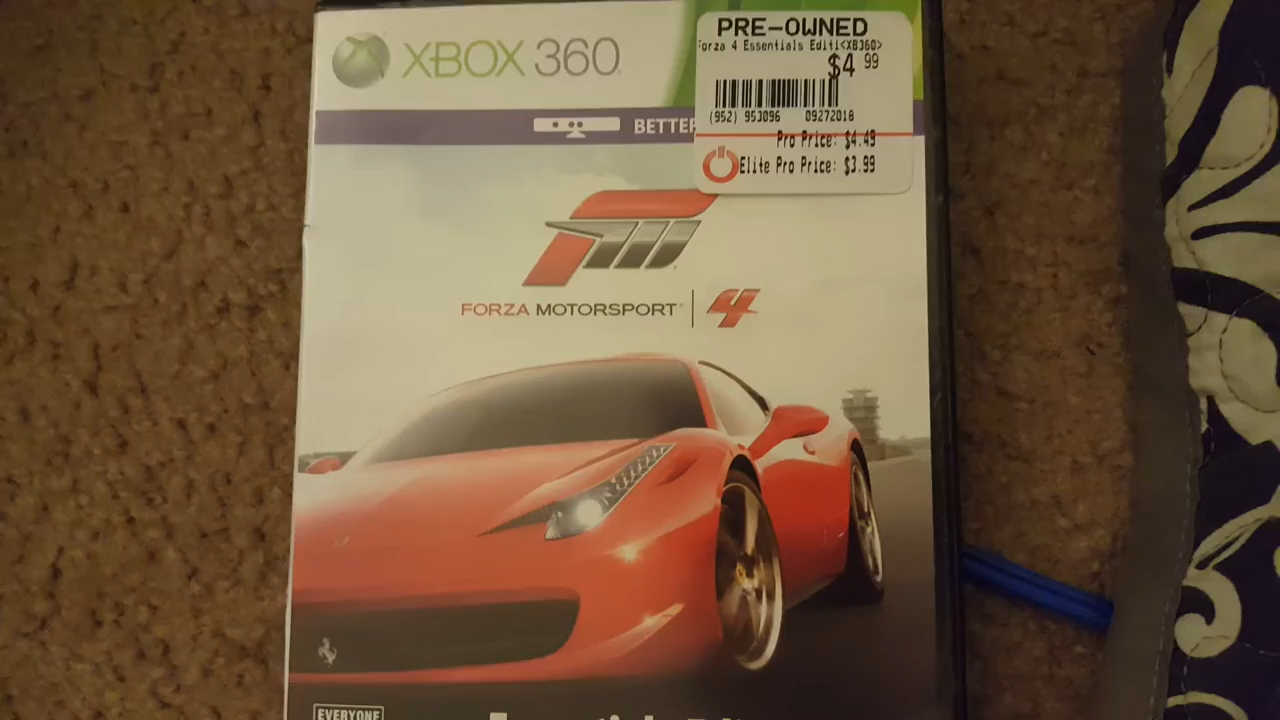 XBOX 360
PRE-OWNED
Forza 4 Essentials Editi<XB360>
$4 99
(952) 953096 09272018
Pro Price: $4.49
Elite Pro Price: $3.99
BETTER
FORZA MOTORSPORT 4
EVERYONE